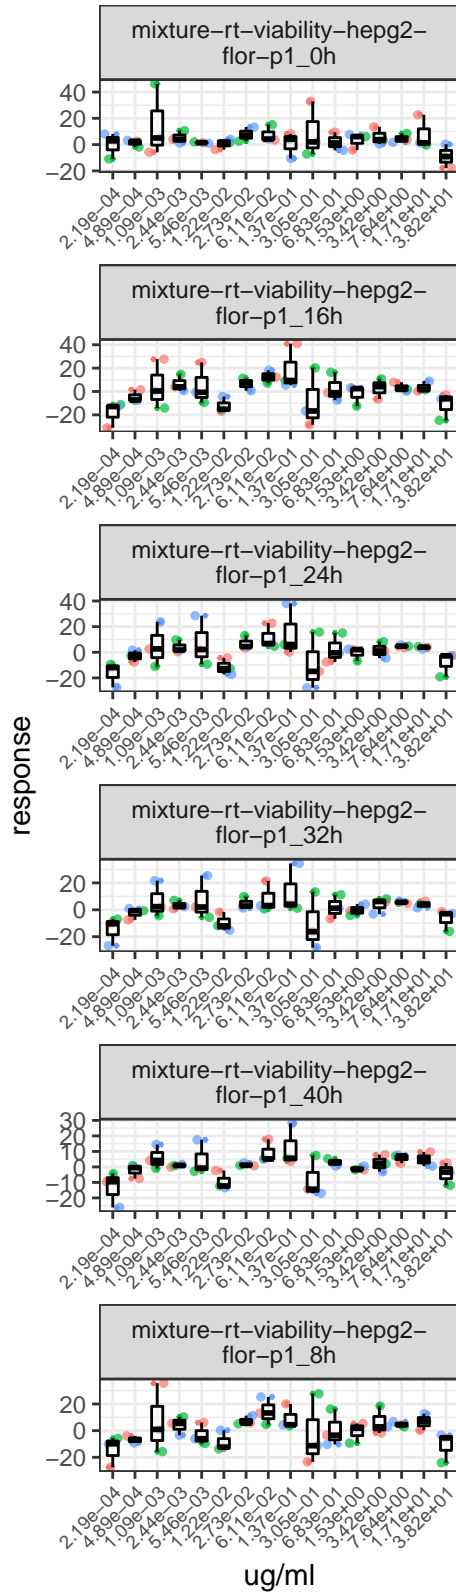 mixture−rt−viability−hepg2−
flor−p1_0h
40
20
0
−20
2.19e−04
4.89e−04
1.09e−03
2.44e−03
5.46e−03
1.22e−02
2.73e−02
6.11e−02
1.37e−01
3.05e−01
6.83e−01
1.53e+00
3.42e+00
7.64e+00
1.71e+01
3.82e+01
mixture−rt−viability−hepg2−
flor−p1_16h
40
20
0
−20
2.19e−04
4.89e−04
1.09e−03
2.44e−03
5.46e−03
1.22e−02
2.73e−02
6.11e−02
1.37e−01
3.05e−01
6.83e−01
1.53e+00
3.42e+00
7.64e+00
1.71e+01
3.82e+01
mixture−rt−viability−hepg2−
flor−p1_24h
40
20
0
−20
2.19e−04
4.89e−04
1.09e−03
2.44e−03
5.46e−03
1.22e−02
2.73e−02
6.11e−02
1.37e−01
3.05e−01
6.83e−01
1.53e+00
3.42e+00
7.64e+00
1.71e+01
3.82e+01
response
mixture−rt−viability−hepg2−
flor−p1_32h
20
0
−20
2.19e−04
4.89e−04
1.09e−03
2.44e−03
5.46e−03
1.22e−02
2.73e−02
6.11e−02
1.37e−01
3.05e−01
6.83e−01
1.53e+00
3.42e+00
7.64e+00
1.71e+01
3.82e+01
mixture−rt−viability−hepg2−
flor−p1_40h
30
20
10
0
−10
−20
2.19e−04
4.89e−04
1.09e−03
2.44e−03
5.46e−03
1.22e−02
2.73e−02
6.11e−02
1.37e−01
3.05e−01
6.83e−01
1.53e+00
3.42e+00
7.64e+00
1.71e+01
3.82e+01
mixture−rt−viability−hepg2−
flor−p1_8h
20
0
−20
2.19e−04
4.89e−04
1.09e−03
2.44e−03
5.46e−03
1.22e−02
2.73e−02
6.11e−02
1.37e−01
3.05e−01
6.83e−01
1.53e+00
3.42e+00
7.64e+00
1.71e+01
3.82e+01
ug/ml